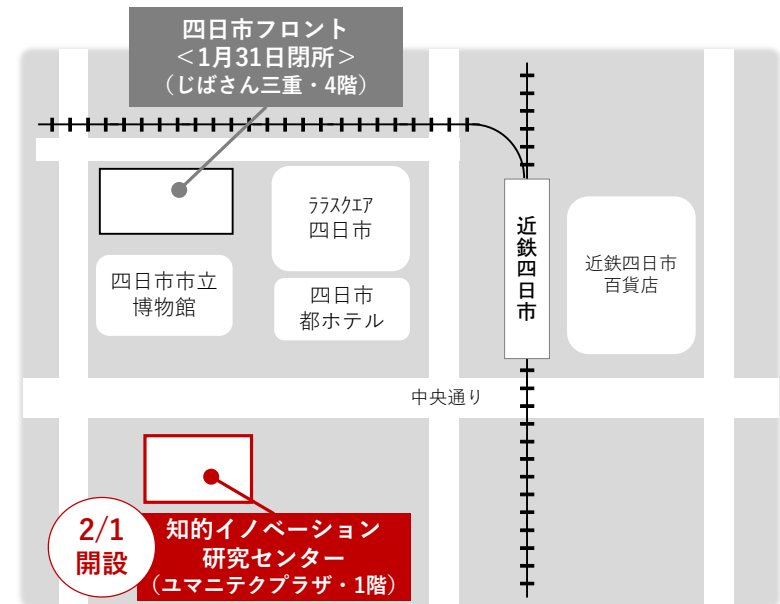 四日市フロント
＜1月31日閉所＞
（じばさん三重・4階）
ﾗﾗｽｸｴｱ
四日市
近鉄四日市
近鉄四日市
百貨店
四日市市立
博物館
四日市
都ホテル
中央通り
2/1
開設
知的イノベーション
研究センター
（ユマニテクプラザ・1階）